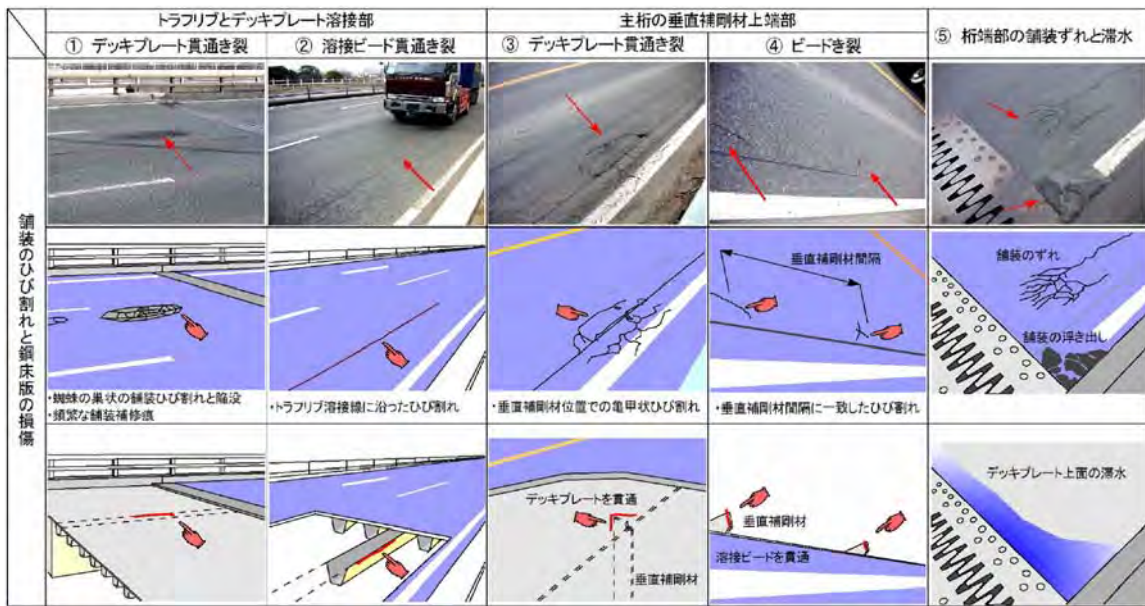 トラフリブとデッキプレート溶接部
主桁の垂直補剛材上端部
⑤ 桁端部の舗装ずれと滞水
① デッキプレート貫通き裂
② 溶接ビード貫通き裂
③ デッキプレート貫通き裂
④ ビードき裂
舗装のひび割れと鋼床版の損傷
垂直補剛材間隔
舗装のずれ
舗装の浮き出し
・蜘蛛の巣状の舗装ひび割れと陥没
・頻繁な舗装補修痕
・トラフリブ溶接線に沿ったひび割れ
・垂直補剛材位置での亀甲状ひび割れ
・垂直補剛材間隔に一致したひび割れ
デッキプレートを貫通
垂直補剛材
垂直補剛材
溶接ビードを貫通
デッキプレート上面の滞水